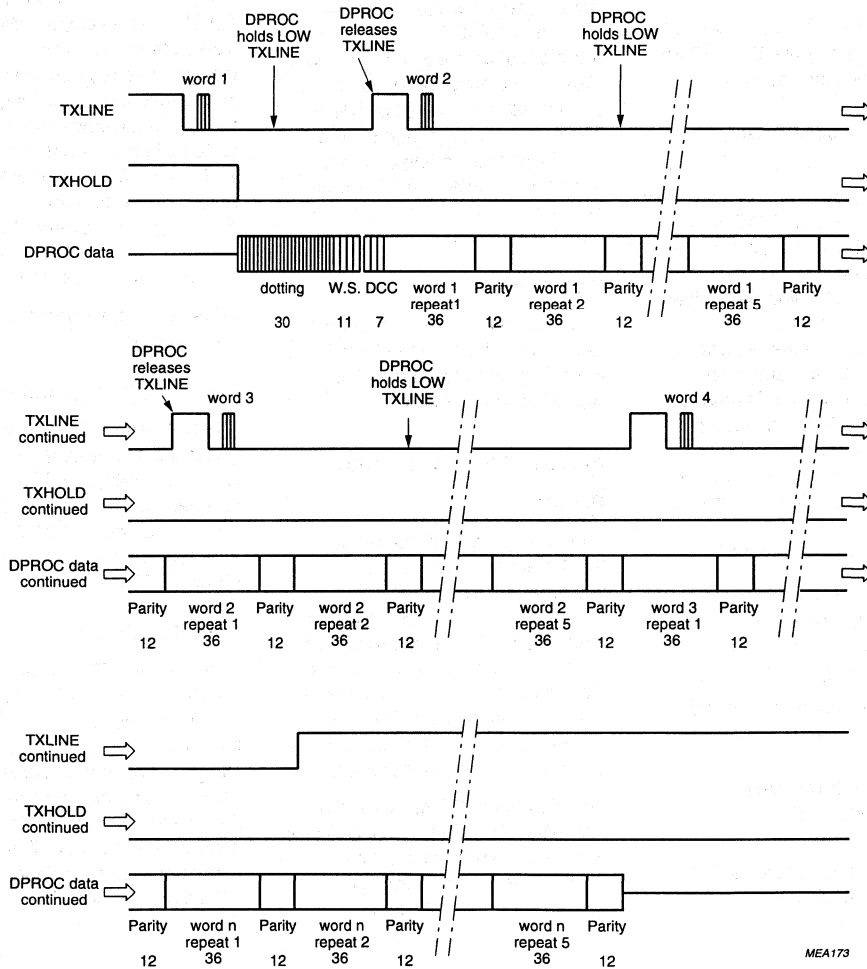 DPROC
holds LOW
TXLINE
DPROC
releases
TXLINE
DPROC
holds LOW
TXLINE
word 1
word 2
TXLINE
TXHOLD
DPROC data
dotting W.S. DCC word 1 Parity word 1 Parity word 1 Parity
repeat1 repeat 2 repeat 5
30 11 7 36 12 36 12 36 12
DPROC
releases
TXLINE
DPROC
holds LOW
TXLINE
word 3
word 4
TXLINE
continued
TXHOLD
continued
DPROC data
continued
Parity word 2 Parity word 2 Parity word 2 Parity word 3 Parity
repeat 1 repeat 2 repeat 5 repeat 1
12 36 12 36 12 36 12 36 12
TXLINE
continued
TXHOLD
continued
DPROC data
continued
Parity word n Parity word n Parity word n Parity
repeat 1 repeat 2 repeat 5
12 36 12 36 12 36 12
MEA173